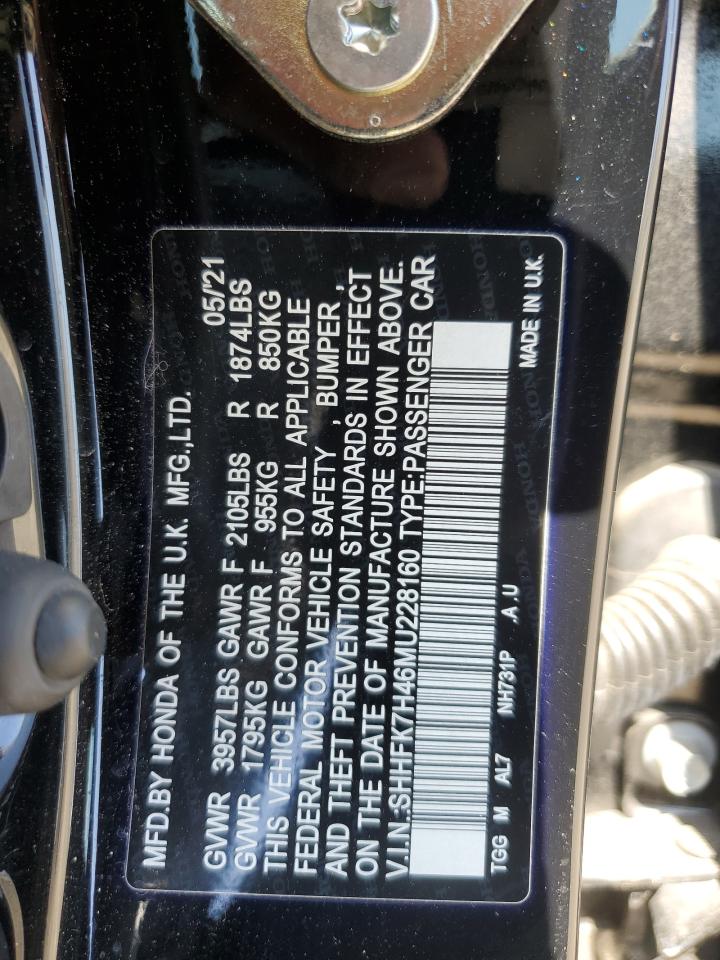 MFD.BY HONDA OF THE U.K. MFG.,LTD.
05/'21
GVWR 3957LBS GAWR F 2105LBS R 1874LBS
GVWR 1795KG GAWR F 955KG R 850KG
THIS VEHICLE CONFORMS TO ALL APPLICABLE
FEDERAL MOTOR VEHICLE SAFETY , BUMPER ,
AND THEFT PREVENTION STANDARDS IN EFFECT
ON THE DATE OF MANUFACTURE SHOWN ABOVE.
V.I.N.:SHHFK7H46MU228160 TYPE:PASSENGER CAR
TGG M AL7 NH731P .A .U MADE IN U.K.